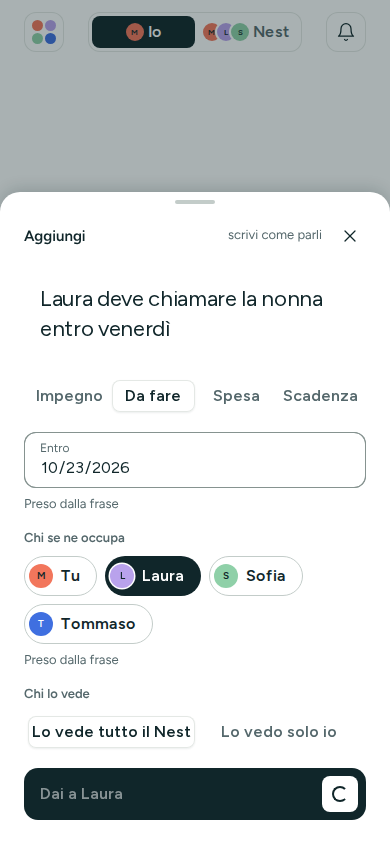 M Io
M L S Nest
Aggiungi
scrivi come parli
Laura deve chiamare la nonna
entro venerdì
Impegno Da fare Spesa Scadenza
Entro
10/23/2026
Preso dalla frase
Chi se ne occupa
M Tu
L Laura
S Sofia
T Tommaso
Preso dalla frase
Chi lo vede
Lo vede tutto il Nest Lo vedo solo io
Dai a Laura